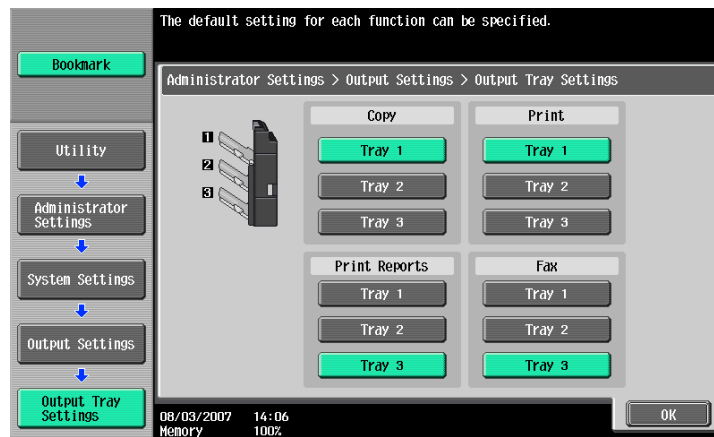 The default setting for each function can be specified.
Bookmark
Utility
Administrator
Settings
System Settings
Output Settings
Output Tray
Settings
Administrator Settings > Output Settings > Output Tray Settings
1
2
3
Copy
Tray 1
Tray 2
Tray 3
Print
Tray 1
Tray 2
Tray 3
Print Reports
Tray 1
Tray 2
Tray 3
Fax
Tray 1
Tray 2
Tray 3
08/03/2007 14:06
Memory 100%
OK